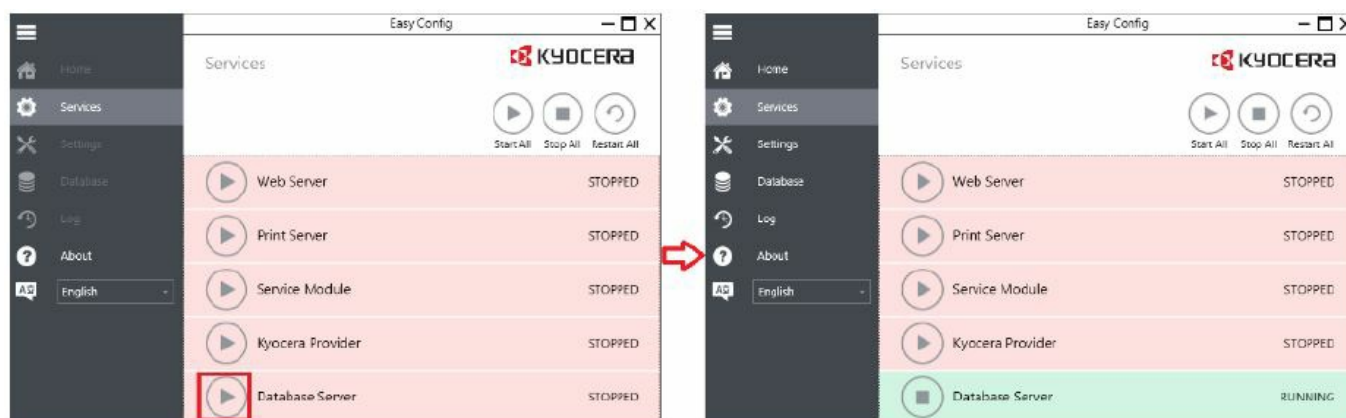 Easy Config
KYOCERA
Services
Home
Services
Settings
Database
Log
About
English
Start All Stop All Restart All
Web Server STOPPED
Print Server STOPPED
Service Module STOPPED
Kyocera Provider STOPPED
Database Server STOPPED
Easy Config
KYOCERA
Services
Home
Services
Settings
Database
Log
About
English
Start All Stop All Restart All
Web Server STOPPED
Print Server STOPPED
Service Module STOPPED
Kyocera Provider STOPPED
Database Server RUNNING